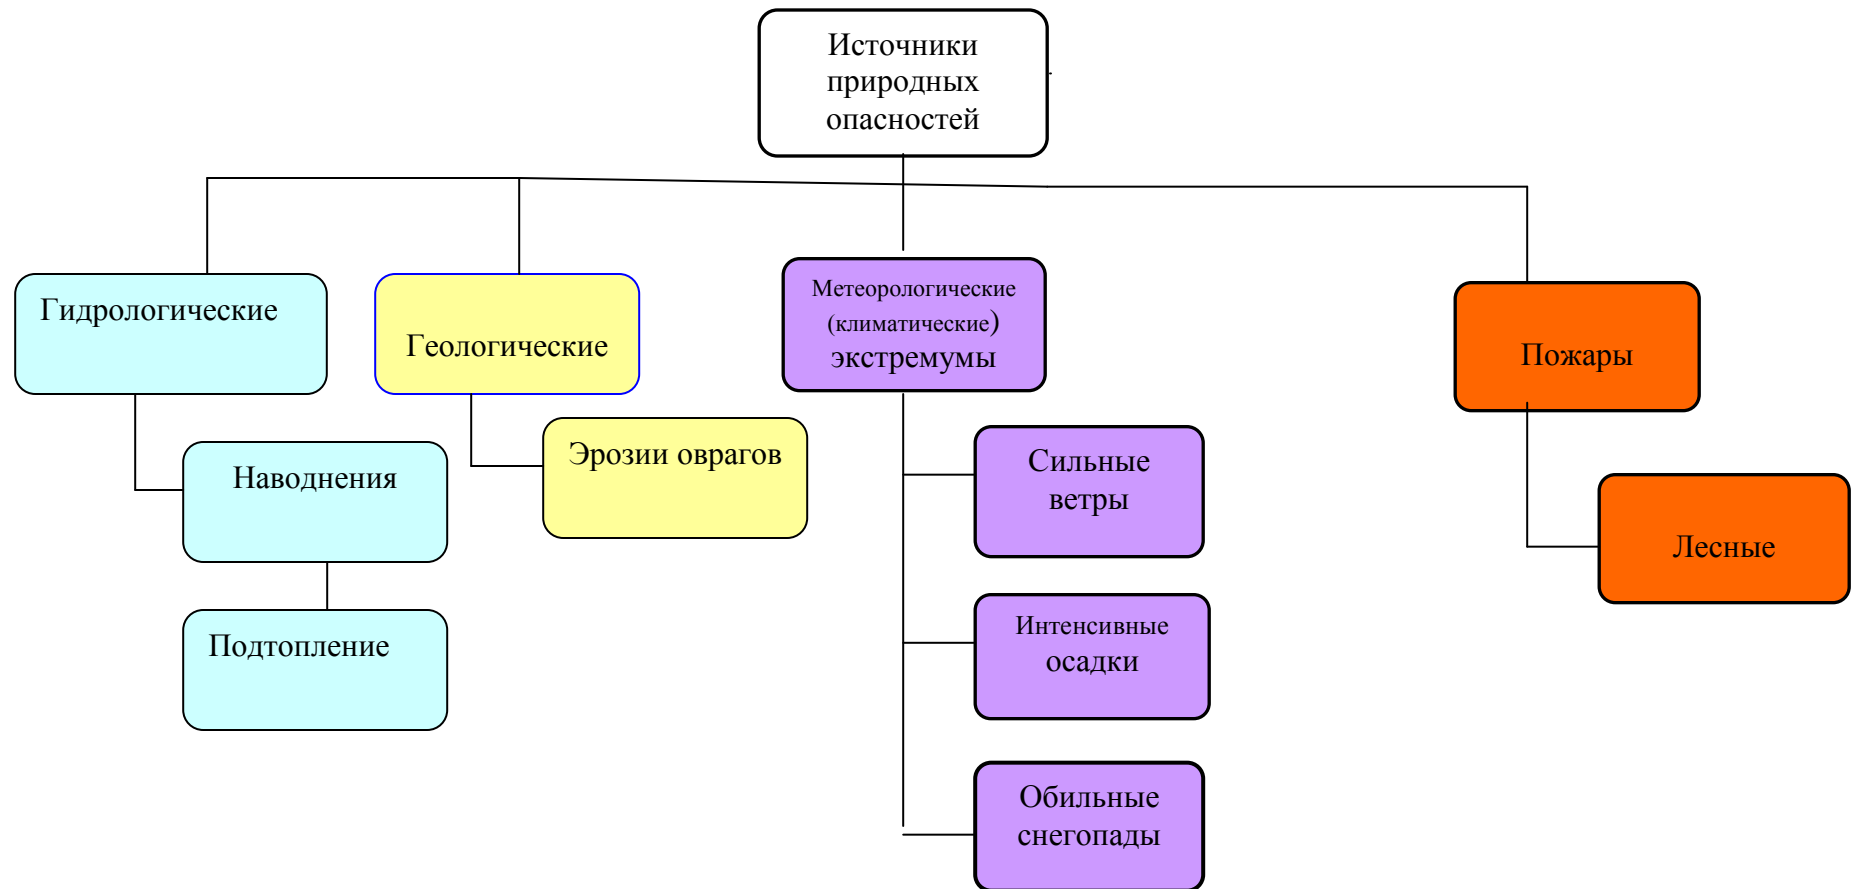 Источники
природных
опасностей
Гидрологические
Геологические
Метеорологические
(климатические)
экстремумы
Пожары
Наводнения
Эрозии оврагов
Сильные
ветры
Лесные
Подтопление
Интенсивные
осадки
Обильные
снегопады